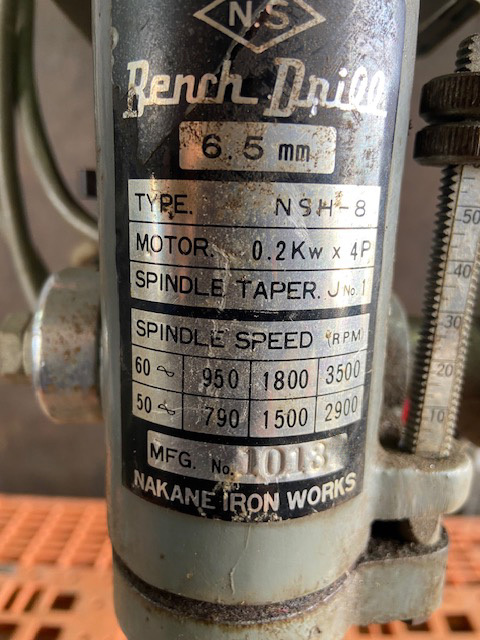 N.S
Bench Drill
6.5 mm
TYPE. NSH-8
MOTOR. 0.2Kw x 4P
SPINDLE TAPER. J No. 1
SPINDLE SPEED (RPM)
60 ∿ 950 1800 3500
50 ∿ 790 1500 2900
MFG. No. 1013
NAKANE IRON WORKS
50
40
30
20
10